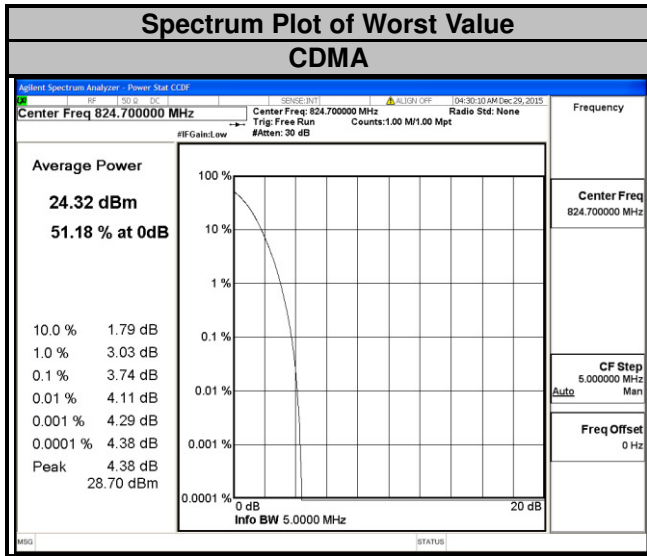 Spectrum Plot of Worst Value
CDMA
Agilent Spectrum Analyzer - Power Stat CCDF
RF 50 Ω DC SENSE:INT ALIGN OFF 04:30:10 AM Dec 29, 2015
Center Freq 824.700000 MHz
Center Freq: 824.700000 MHz Radio Std: None
Trig: Free Run Counts:1.00 M/1.00 Mpt
#IFGain:Low #Atten: 30 dB
Frequency
Average Power
24.32 dBm
51.18 % at 0dB
10.0 % 1.79 dB
1.0 % 3.03 dB
0.1 % 3.74 dB
0.01 % 4.11 dB
0.001 % 4.29 dB
0.0001 % 4.38 dB
Peak 4.38 dB
28.70 dBm
100 %
10 %
1 %
0.1 %
0.01 %
0.001 %
0.0001 %
0 dB 20 dB
Info BW 5.0000 MHz
Center Freq
824.700000 MHz
CF Step
5.000000 MHz
Auto Man
Freq Offset
0 Hz
MSG STATUS